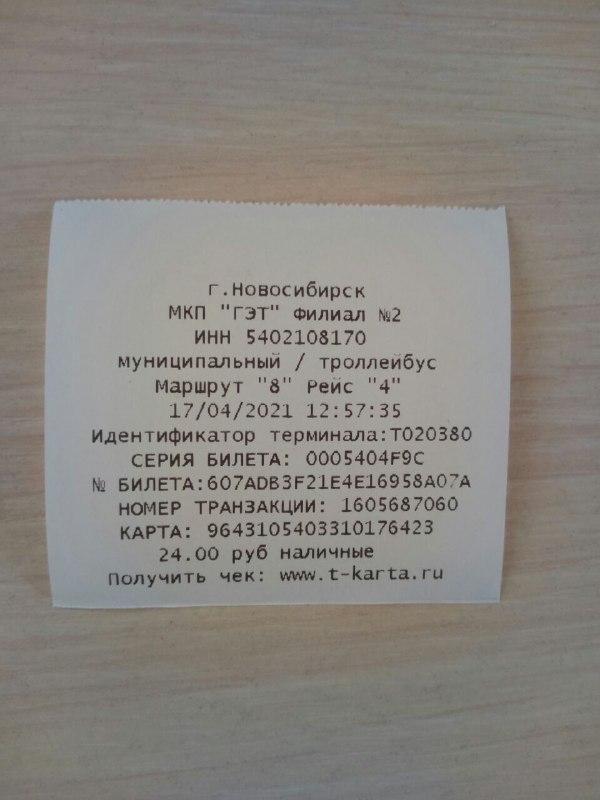 г.Новосибирск
МКП "ГЭТ" Филиал №2
ИНН 5402108170
муниципальный / троллейбус
Маршрут "8" Рейс "4"
17/04/2021 12:57:35
Идентификатор терминала:T020380
СЕРИЯ БИЛЕТА: 0005404F9C
№ БИЛЕТА:607ADB3F21E4E16958A07A
НОМЕР ТРАНЗАКЦИИ: 1605687060
КАРТА: 9643105403310176423
24.00 руб наличные
Получить чек: www.t-karta.ru